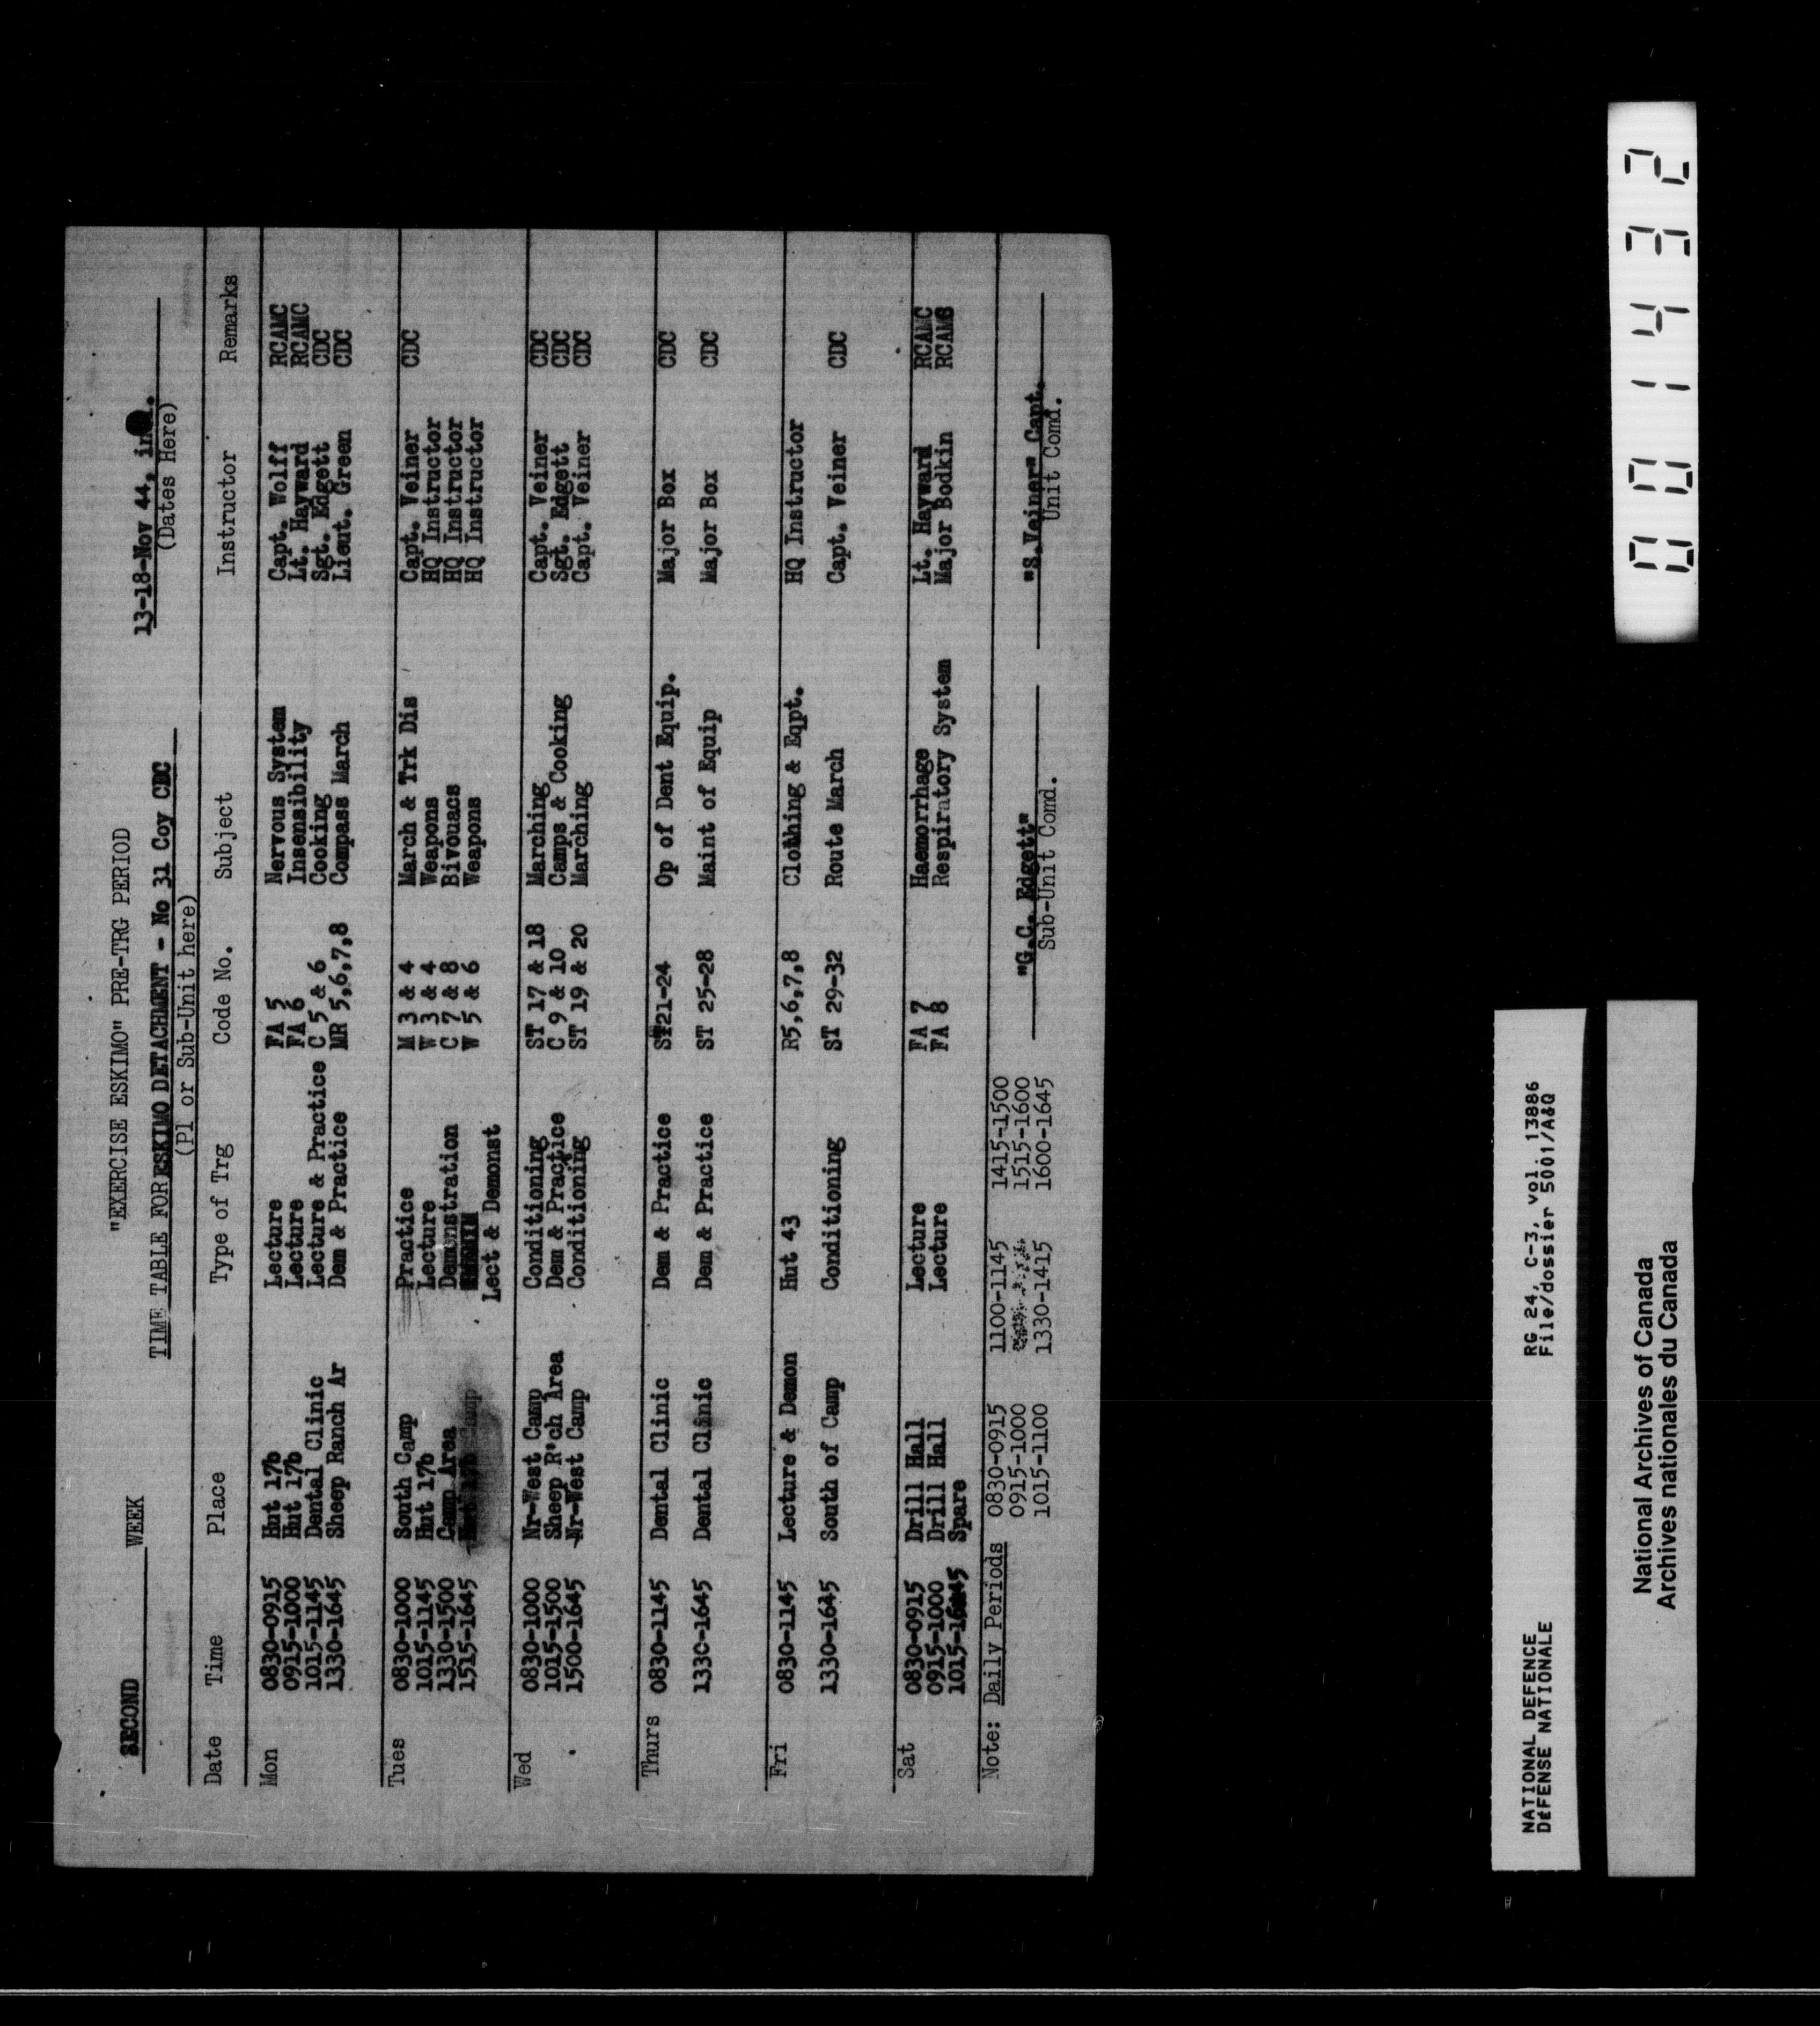 "EXERCISE ESKIMO" PRE-TRG PERIOD
SECOND WEEK 13-18-Nov 44,
TIME TABLE FOR ESKIMO DETACHMENT - No 31 Coy CDC (Dates Here)
(Pl or Sub-Unit here)
Date Time Place Type of Trg Code No. Subject Instructor Remarks
Mon 0830-0915 Hut 17b Lecture FA 5 Nervous System Capt. Wolff RCAMC
0915-1000 Hut 17b Lecture FA 6 Insensibility Lt. Hayward RCAMC
1015-1145 Dental Clinic Lecture & Practice C 5 & 6 Cooking Sgt. Edgett CDC
1330-1645 Sheep Ranch Ar Dem & Practice MR 5,6,7,8 Compass March Lieut. Green CDC
Tues 0830-1000 South Camp Practice M 3 & 4 March & Trk Dis Capt. Veiner CDC
1015-1145 Hut 17b Lecture W 3 & 4 Weapons HQ Instructor
1330-1500 Camp Area Demonstration C 7 & 8 Bivouacs HQ Instructor
1515-1645 Hut 17b Camp W 5 & 6 Weapons HQ Instructor
Lect & Demonst
Wed 0830-1000 Nr-West Camp Conditioning ST 17 & 18 Marching Capt. Veiner CDC
1015-1500 Sheep R'ch Area Dem & Practice C 9 & 10 Camps & Cooking Sgt. Edgett CDC
1500-1645 Nr-West Camp Conditioning ST 19 & 20 Marching Capt. Veiner CDC
Thurs 0830-1145 Dental Clinic Dem & Practice ST21-24 Op of Dent Equip. Major Box CDC
1330-1645 Dental Clinic Dem & Practice ST 25-28 Maint of Equip Major Box CDC
Fri 0830-1145 Lecture & Demon Hut 43 R5,6,7,8 Clothing & Eqpt. HQ Instructor
1330-1645 South of Camp Conditioning ST 29-32 Route March Capt. Veiner CDC
Sat 0830-0915 Drill Hall Lecture FA 7 Haemorrhage Lt. Hayward RCAMC
0915-1000 Drill Hall Lecture FA 8 Respiratory System Major Bodkin RCAMC
1015-1645 Spare
Note: Daily Periods 0830-0915 1100-1145 1415-1500
0915-1000 1515-1600 "G.C. Edgett" "S.Veiner" Capt.
1015-1100 1330-1415 1600-1645 Sub-Unit Comd. Unit Comd.
NATIONAL DEFENCE RG 24, C-3, vol. 13886
DÉFENSE NATIONALE File/dossier 5001/A&Q
National Archives of Canada
Archives nationales du Canada
001432